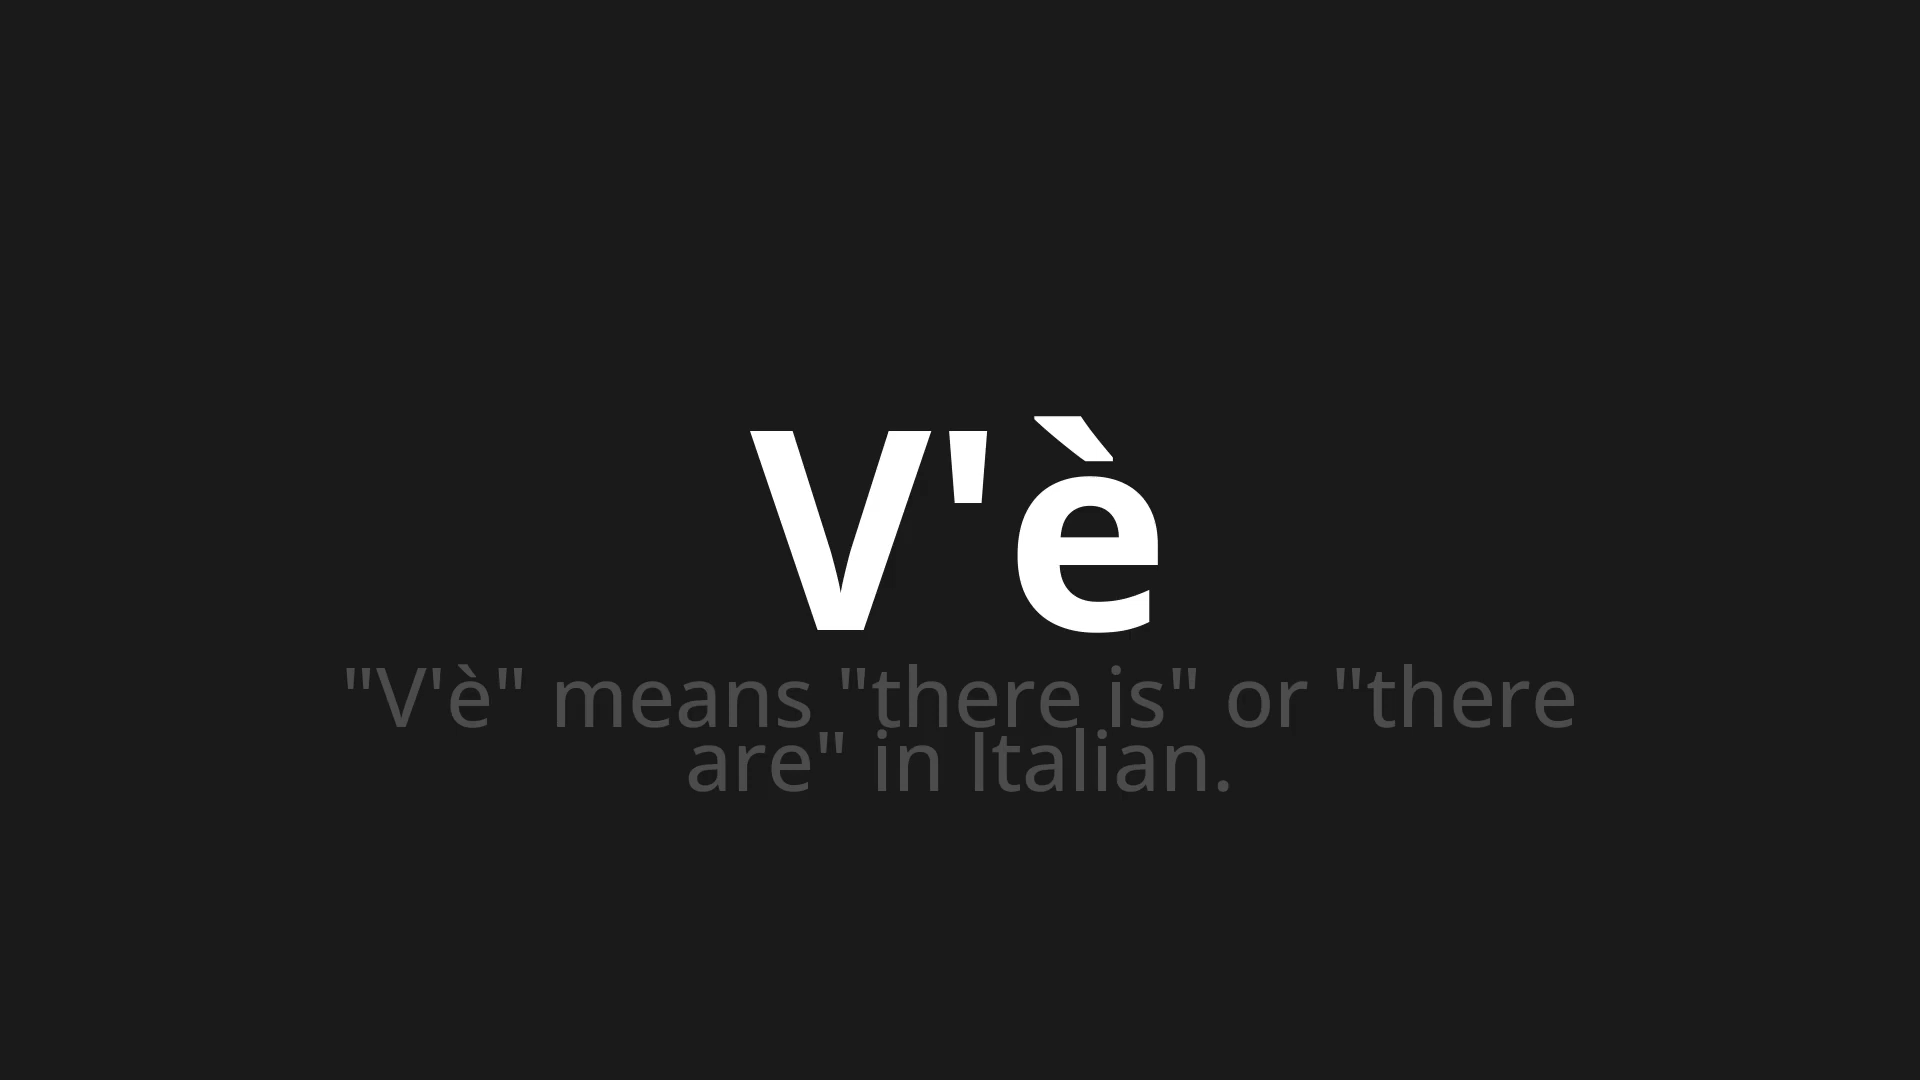 V'è
"V'è" means "there is" or "there
are" in Italian.